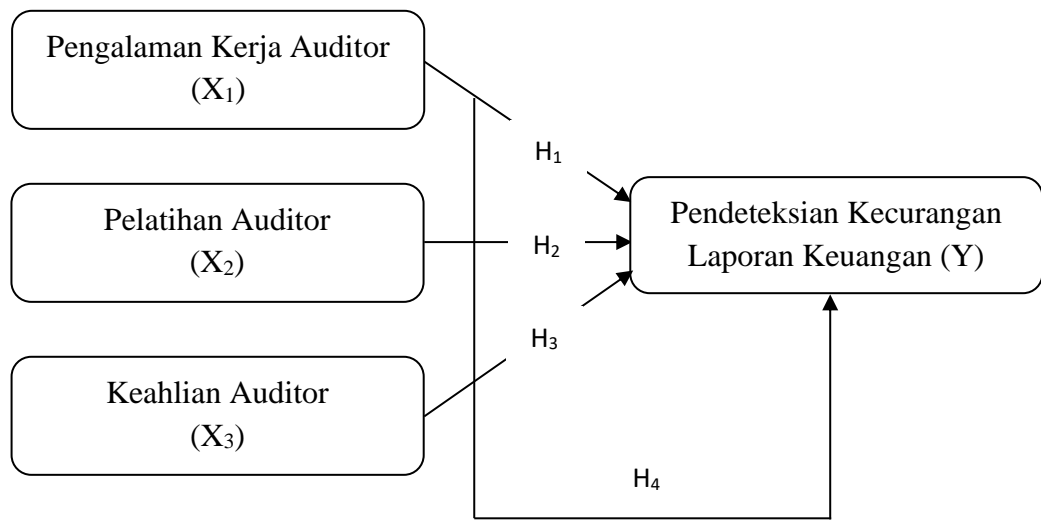 Pengalaman Kerja Auditor
(X₁)
H₁
Pelatihan Auditor
(X₂)
H₂
Pendeteksian Kecurangan
Laporan Keuangan (Y)
H₃
Keahlian Auditor
(X₃)
H₄